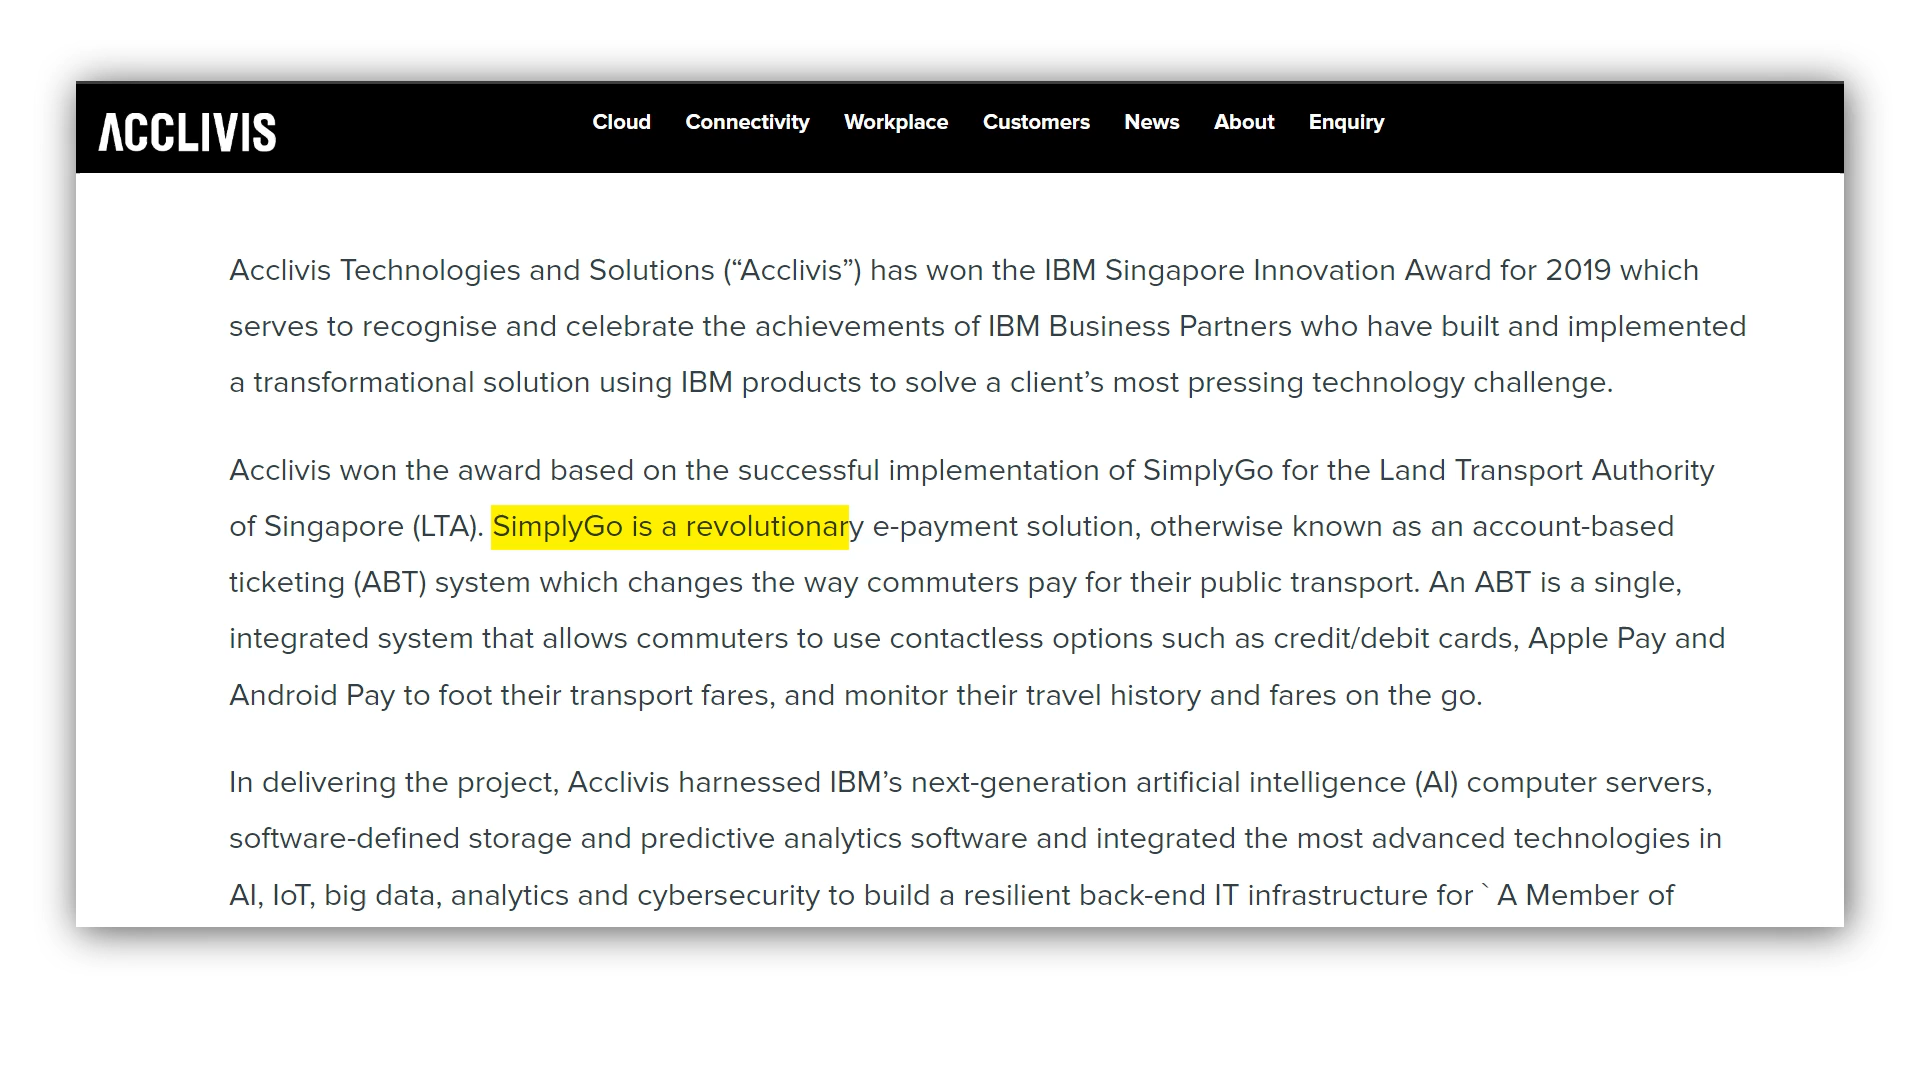 ACCLIVIS
Cloud Connectivity Workplace Customers News About Enquiry
Acclivis Technologies and Solutions (“Acclivis”) has won the IBM Singapore Innovation Award for 2019 which
serves to recognise and celebrate the achievements of IBM Business Partners who have built and implemented
a transformational solution using IBM products to solve a client’s most pressing technology challenge.
Acclivis won the award based on the successful implementation of SimplyGo for the Land Transport Authority
of Singapore (LTA). SimplyGo is a revolutionary e-payment solution, otherwise known as an account-based
ticketing (ABT) system which changes the way commuters pay for their public transport. An ABT is a single,
integrated system that allows commuters to use contactless options such as credit/debit cards, Apple Pay and
Android Pay to foot their transport fares, and monitor their travel history and fares on the go.
In delivering the project, Acclivis harnessed IBM’s next-generation artificial intelligence (AI) computer servers,
software-defined storage and predictive analytics software and integrated the most advanced technologies in
AI, IoT, big data, analytics and cybersecurity to build a resilient back-end IT infrastructure for ` A Member of